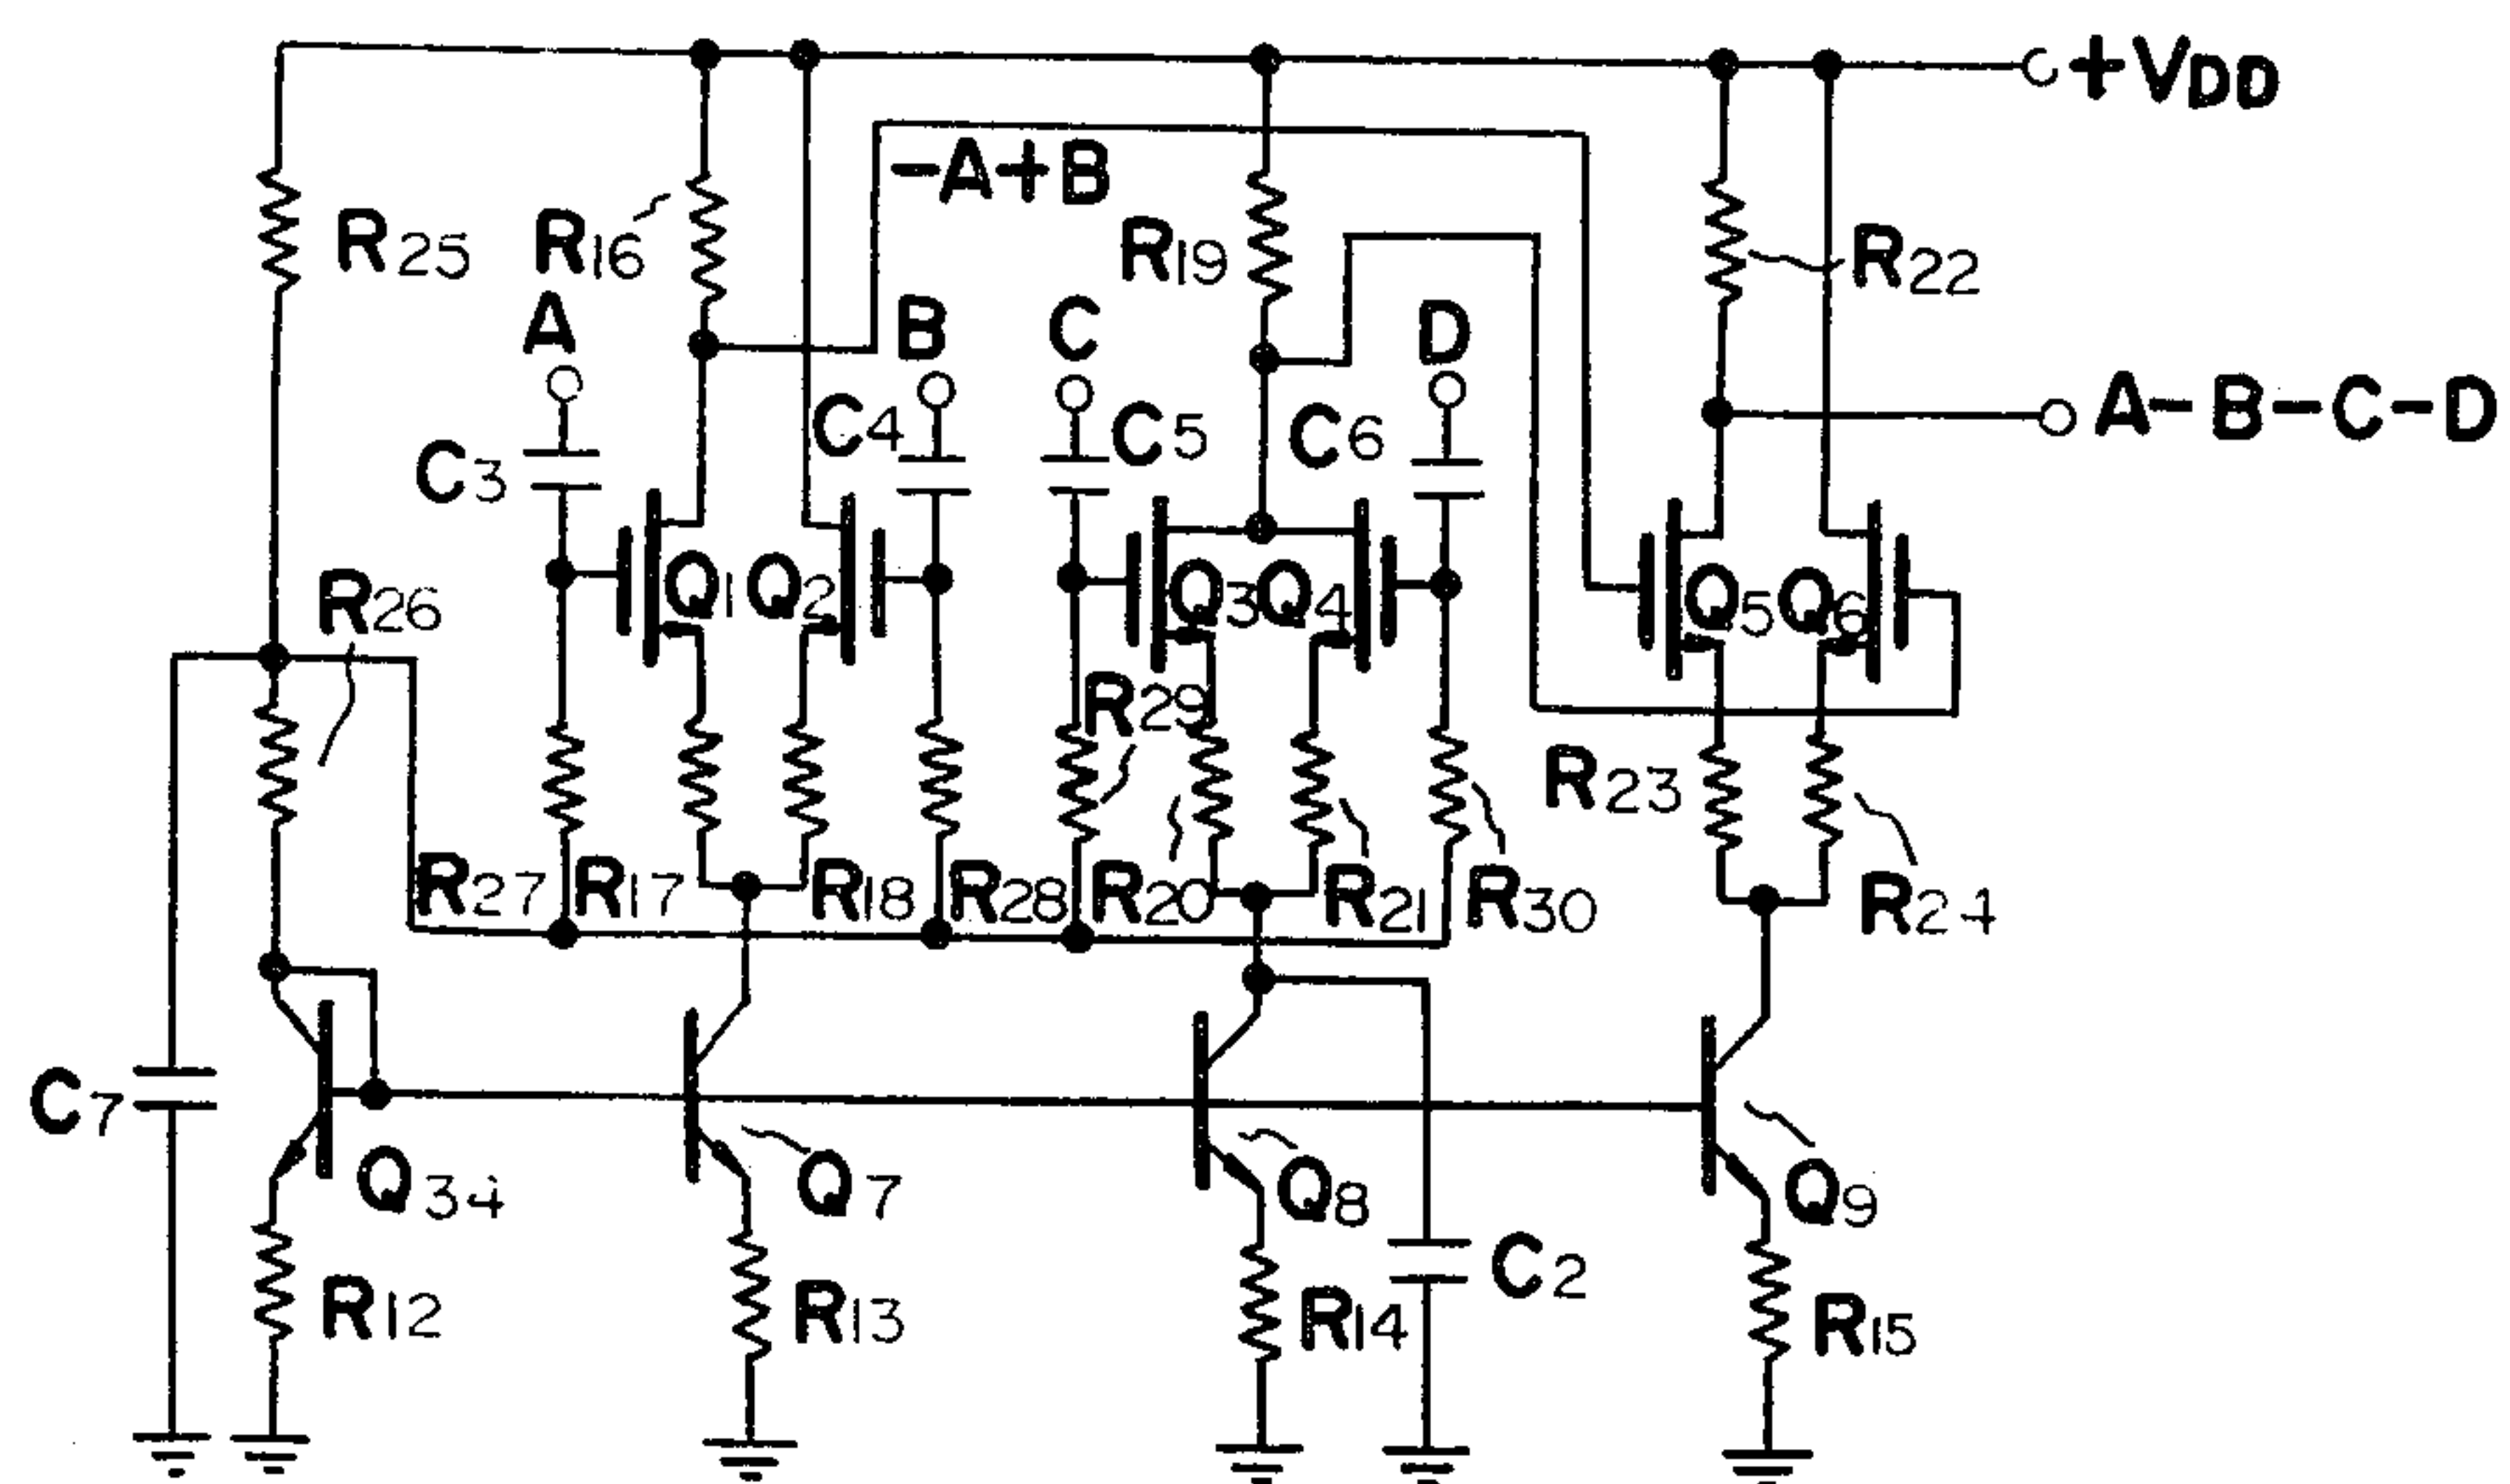 +VDD
-A+B
R25
R16
R19
R22
A
B
C
D
C3
C4
C5
C6
A-B-C-D
R26
Q1
Q2
Q3
Q4
Q5
Q6
R29
R23
R27
R17
R18
R28
R20
R21
R30
R24
C7
Q34
Q7
Q8
Q9
C2
R12
R13
R14
R15